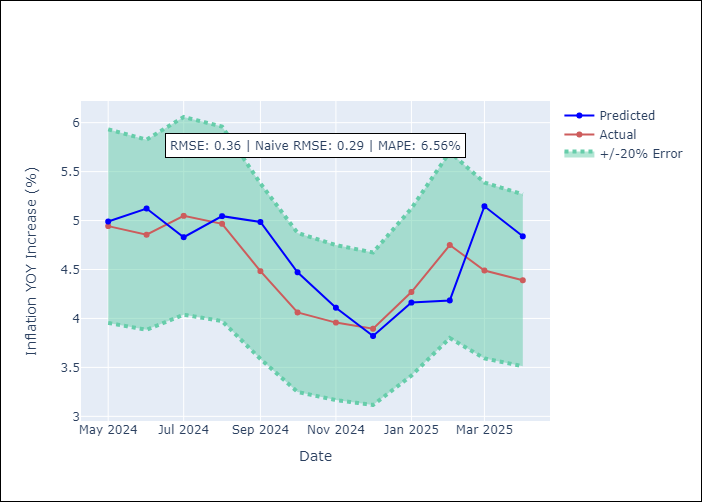 RMSE: 0.36 | Naive RMSE: 0.29 | MAPE: 6.56%
Predicted
Actual
+/-20% Error
Inflation YOY Increase (%)
6
5.5
5
4.5
4
3.5
3
May 2024
Jul 2024
Sep 2024
Nov 2024
Jan 2025
Mar 2025
Date